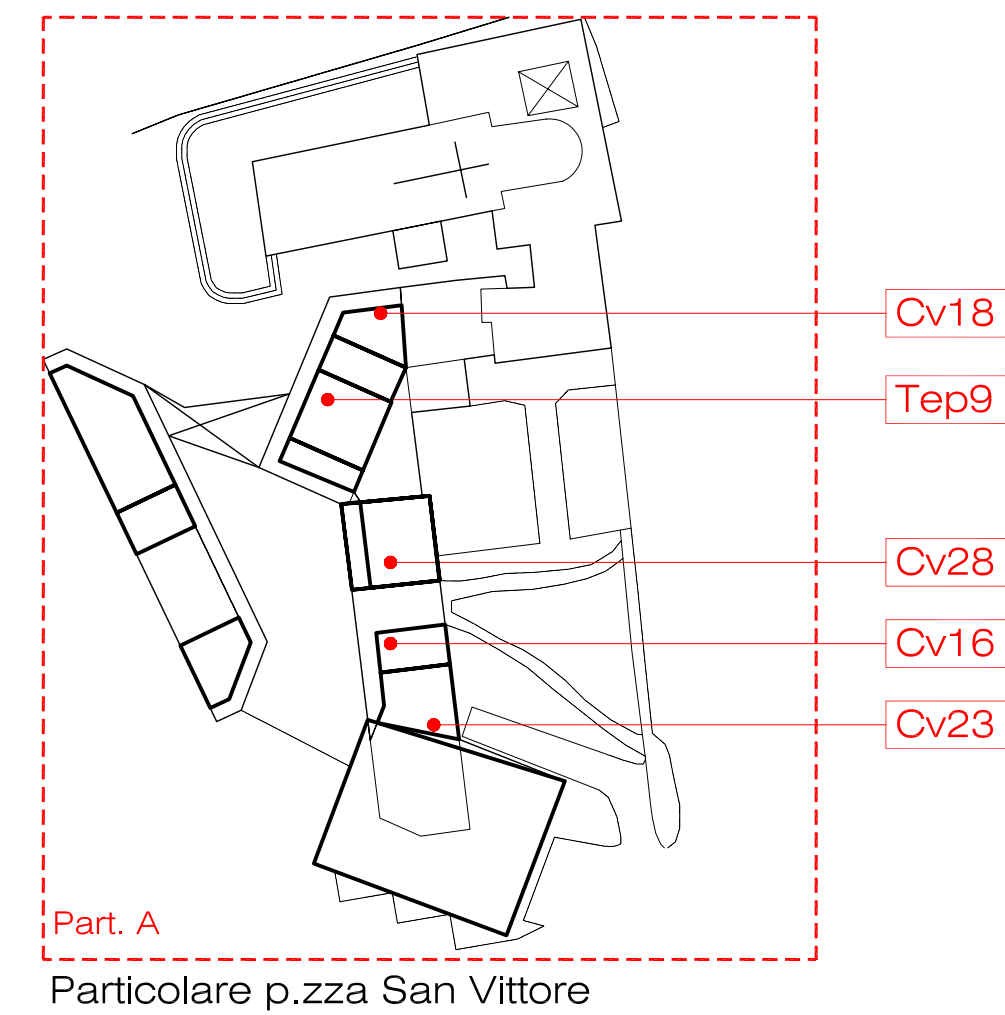 Cv18
Tep9
Cv28
Cv16
Cv23
Part. A
Particolare p.zza San Vittore